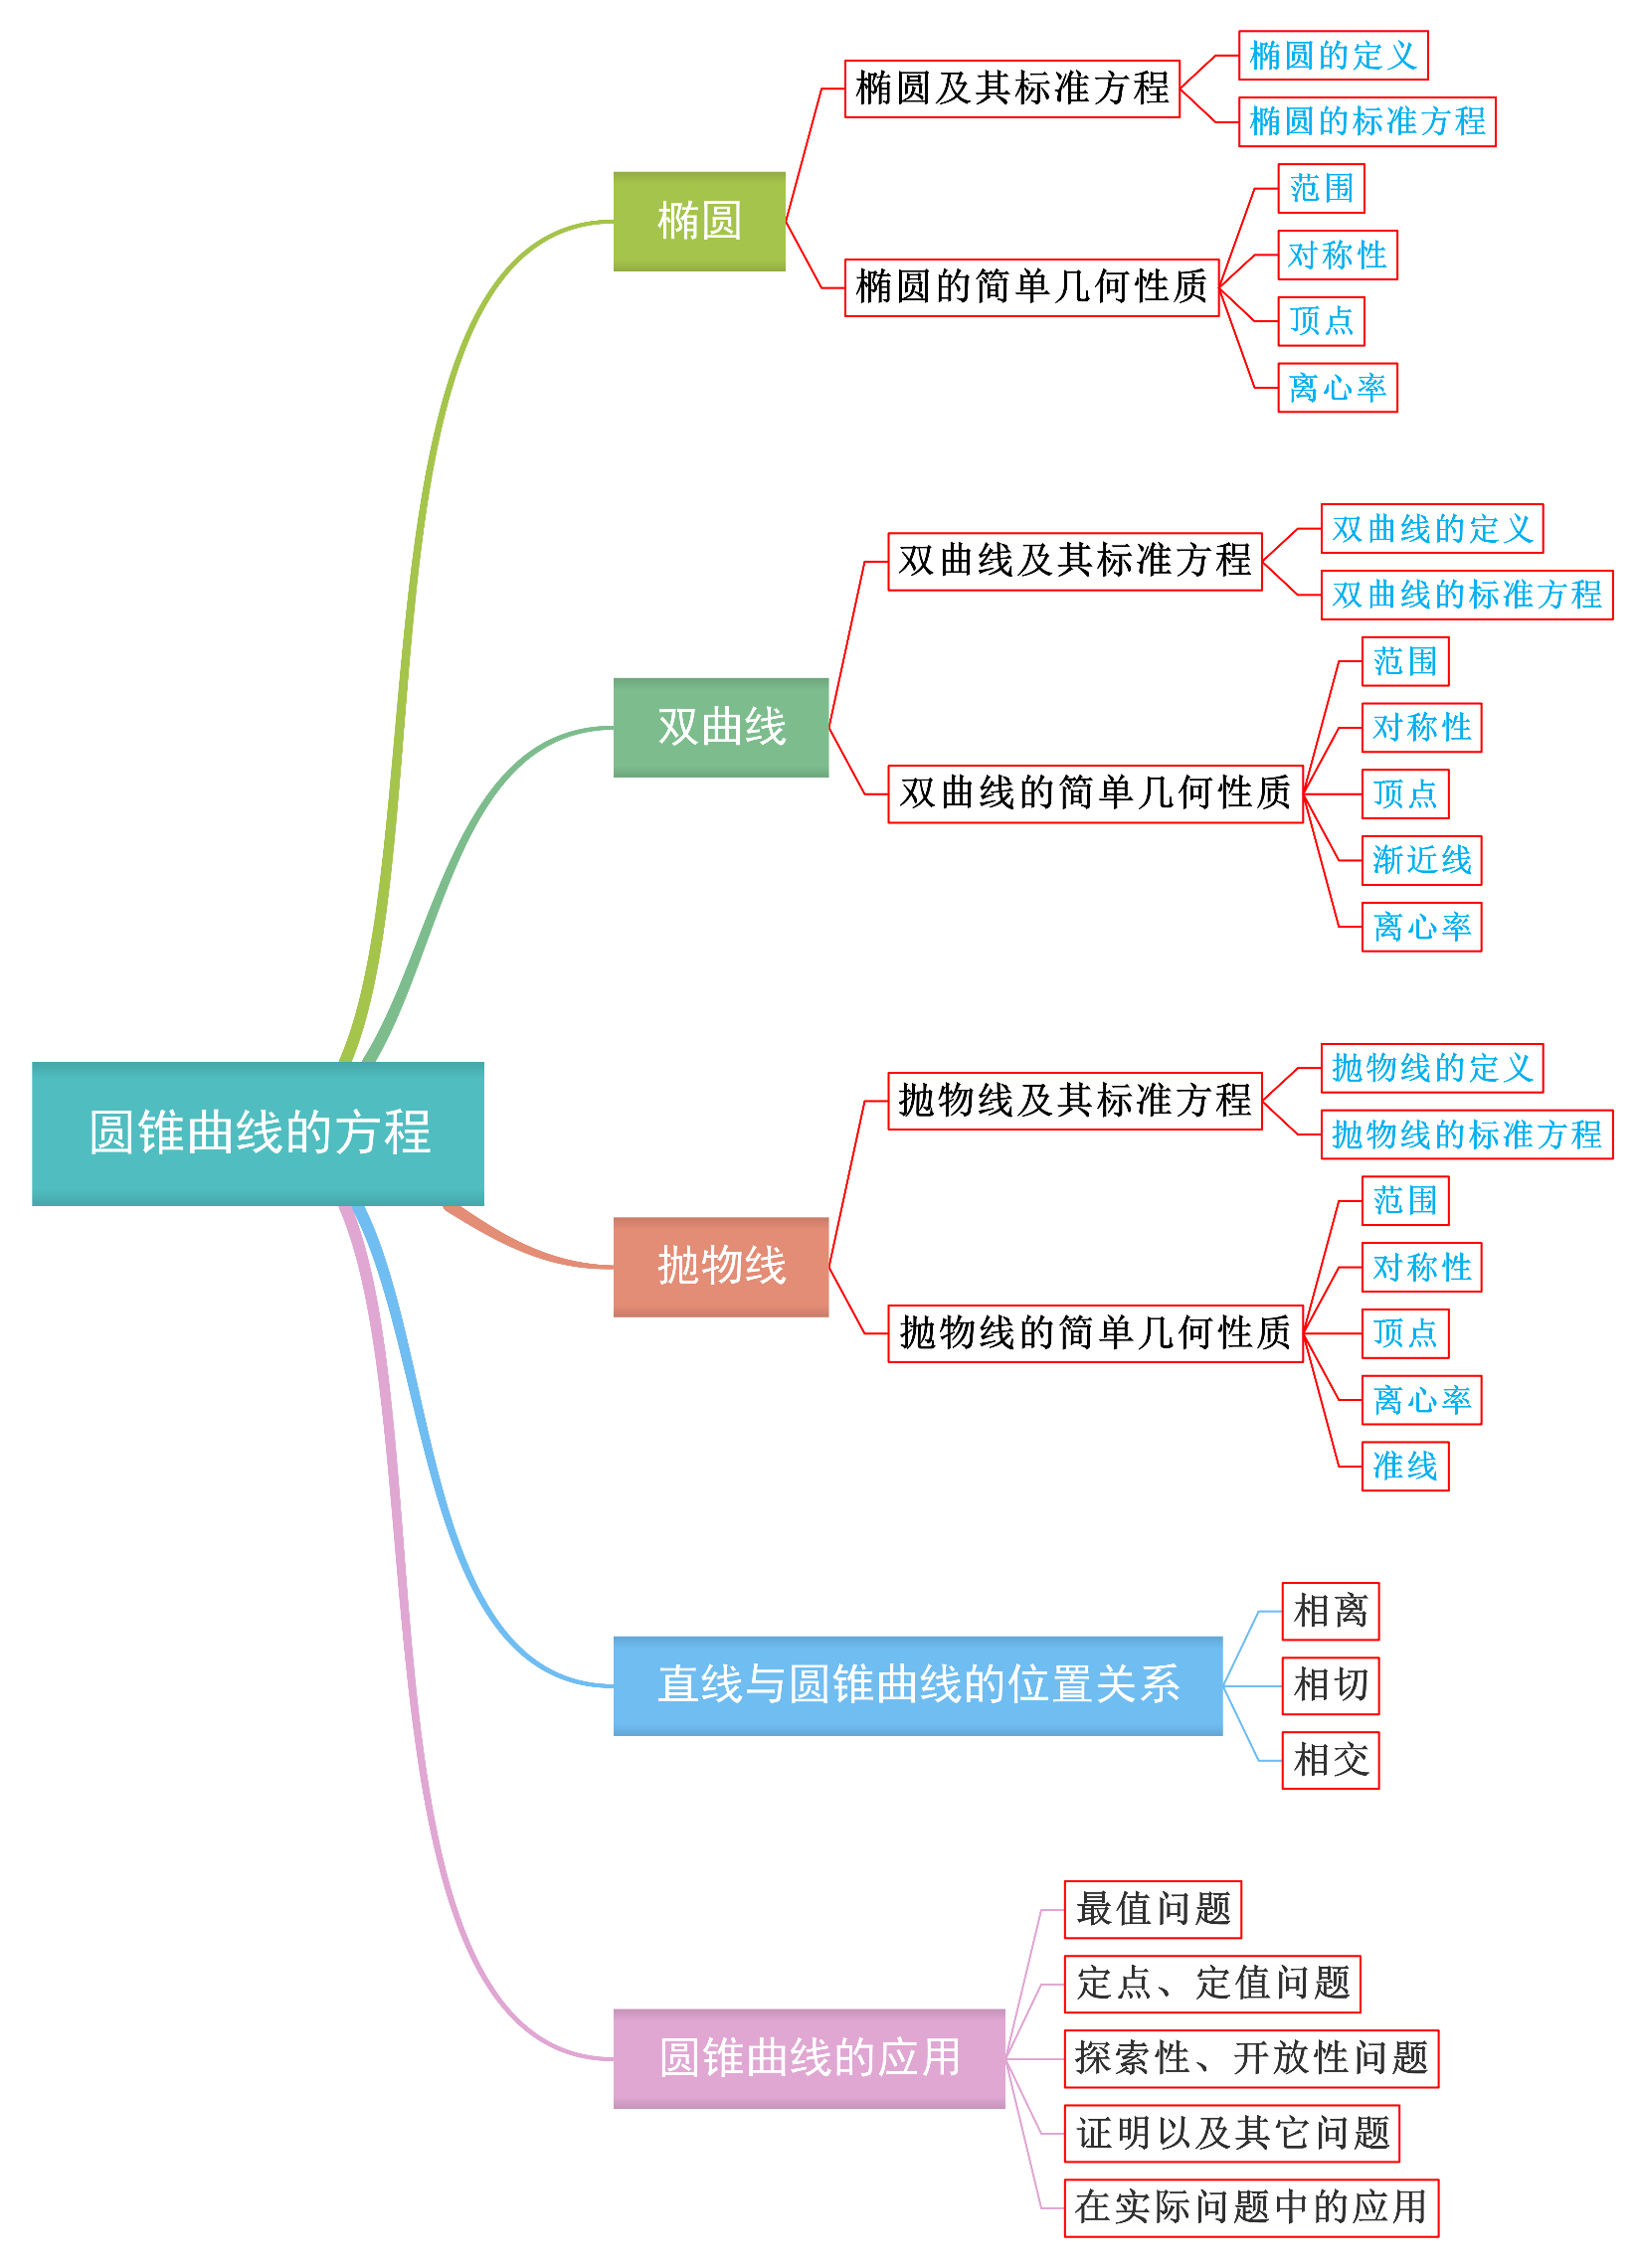 圆锥曲线的方程
椭圆
椭圆及其标准方程
椭圆的定义
椭圆的标准方程
椭圆的简单几何性质
范围
对称性
顶点
离心率
双曲线
双曲线及其标准方程
双曲线的定义
双曲线的标准方程
双曲线的简单几何性质
范围
对称性
顶点
渐近线
离心率
抛物线
抛物线及其标准方程
抛物线的定义
抛物线的标准方程
抛物线的简单几何性质
范围
对称性
顶点
离心率
准线
直线与圆锥曲线的位置关系
相离
相切
相交
圆锥曲线的应用
最值问题
定点、定值问题
探索性、开放性问题
证明以及其它问题
在实际问题中的应用